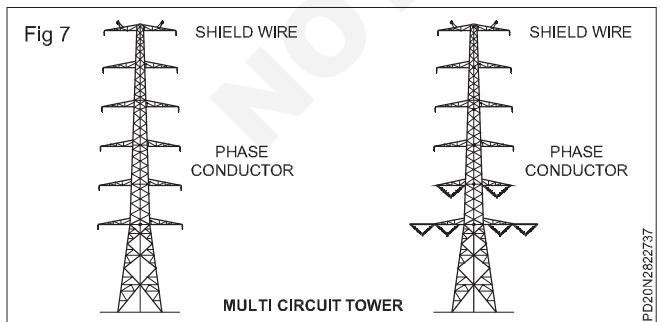 Fig 7
SHIELD WIRE
SHIELD WIRE
PHASE
CONDUCTOR
PHASE
CONDUCTOR
MULTI CIRCUIT TOWER
PD20N2822737